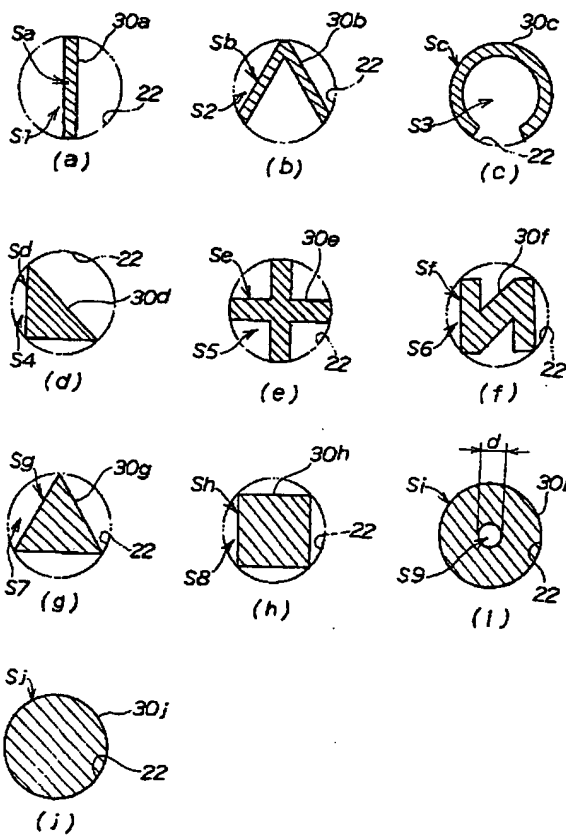 Sa 30a
S1 22
(a)
Sb 30b
S2 22
(b)
Sc 30c
S3 22
(c)
Sd 22
S4 30d
(d)
Se 30e
S5 22
(e)
Sf 30f
S6 22
(f)
Sg 30g
S7 22
(g)
Sh 30h
S8 22
(h)
d
Si
S9 22
(i)
Sj 30j
22
(j)